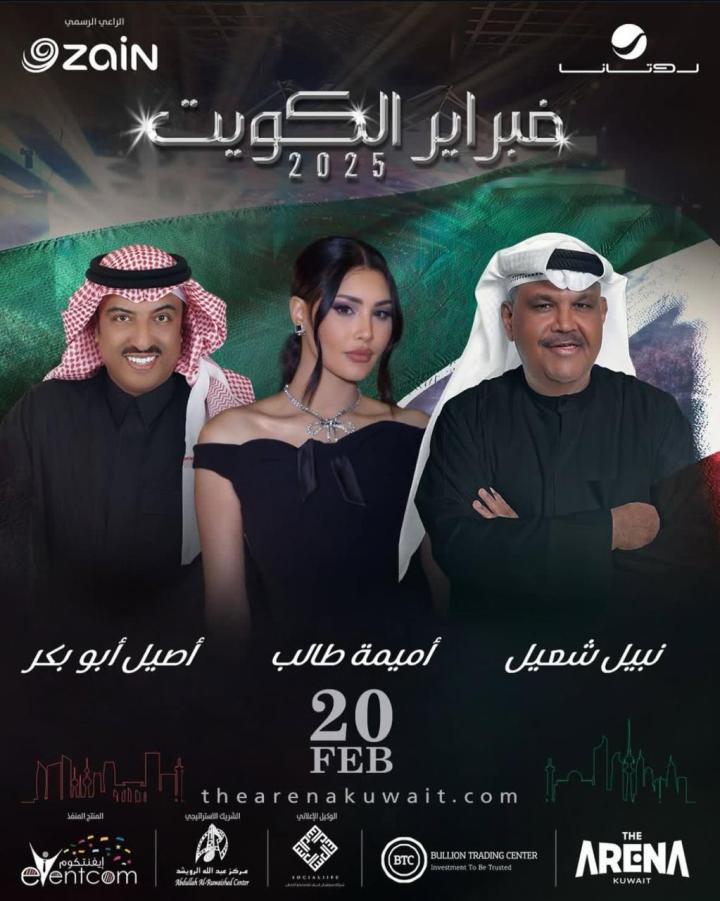 الراعي الرسمي
zain
روتانا
فبراير الكويت
2025
أصيل أبو بكر
أميمة طالب
نبيل شعيل
20
FEB
thearenakuwait.com
المنتج المنفذ
إيفنتكوم
eventcom
الشريك الاستراتيجي
مركز عبدالله الرويشد
Abdullah Al-Ruwaished Center
الوكيل الإعلاني
SOCIALIFE
BTC
BULLION TRADING CENTER
Investment To Be Trusted
THE
ARENA
KUWAIT